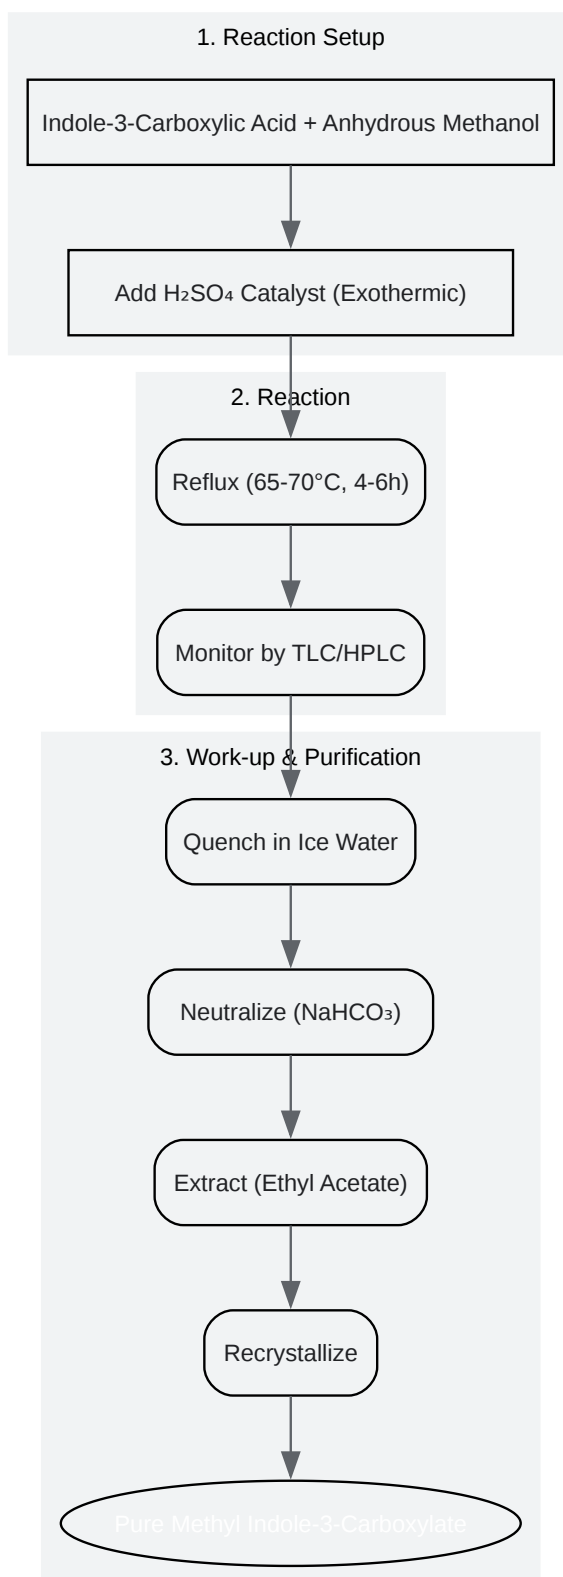 1. Reaction Setup
Indole-3-Carboxylic Acid + Anhydrous Methanol
Add H₂SO₄ Catalyst (Exothermic)
2. Reaction
Reflux (65-70°C, 4-6h)
Monitor by TLC/HPLC
3. Work-up & Purification
Quench in Ice Water
Neutralize (NaHCO₃)
Extract (Ethyl Acetate)
Recrystallize
Pure Methyl Indole-3-Carboxylate